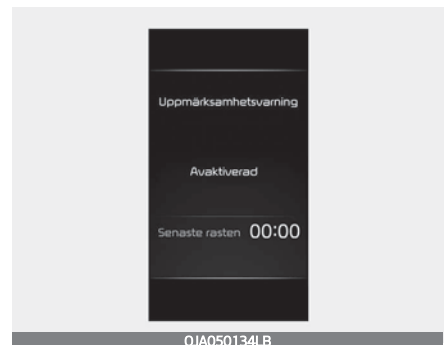 Uppmärksamhetsvarning
Avaktiverad
Senaste rasten 00:00
OJA050134LB